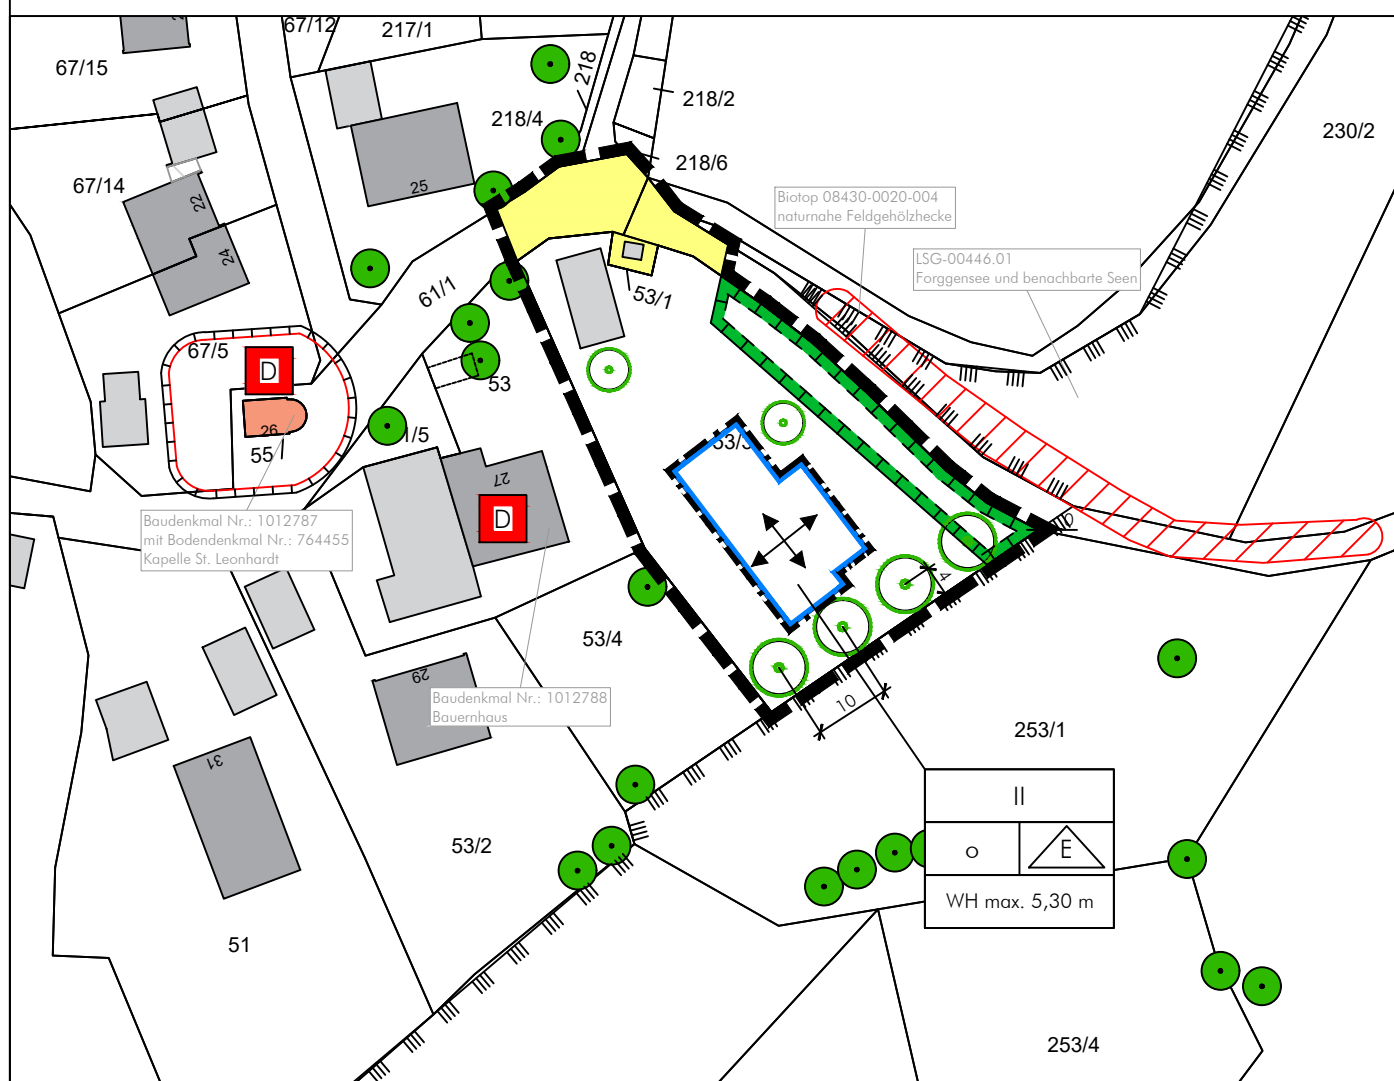 67/12
217/1
67/15
218
218/2
218/4
230/2
218/6
67/14
25
22
24
Biotop 08430-0020-004
naturnahe Feldgehölzhecke
LSG-00446.01
Forggensee und benachbarte Seen
61/1
53/1
67/5
D
53
26
55
1/5
53/3
27
D
Baudenkmal Nr.: 1012787
mit Bodendenkmal Nr.: 764455
Kapelle St. Leonhardt
4
53/4
29
Baudenkmal Nr.: 1012788
Bauernhaus
10
253/1
31
II
53/2
o
E
WH max. 5,30 m
51
253/4